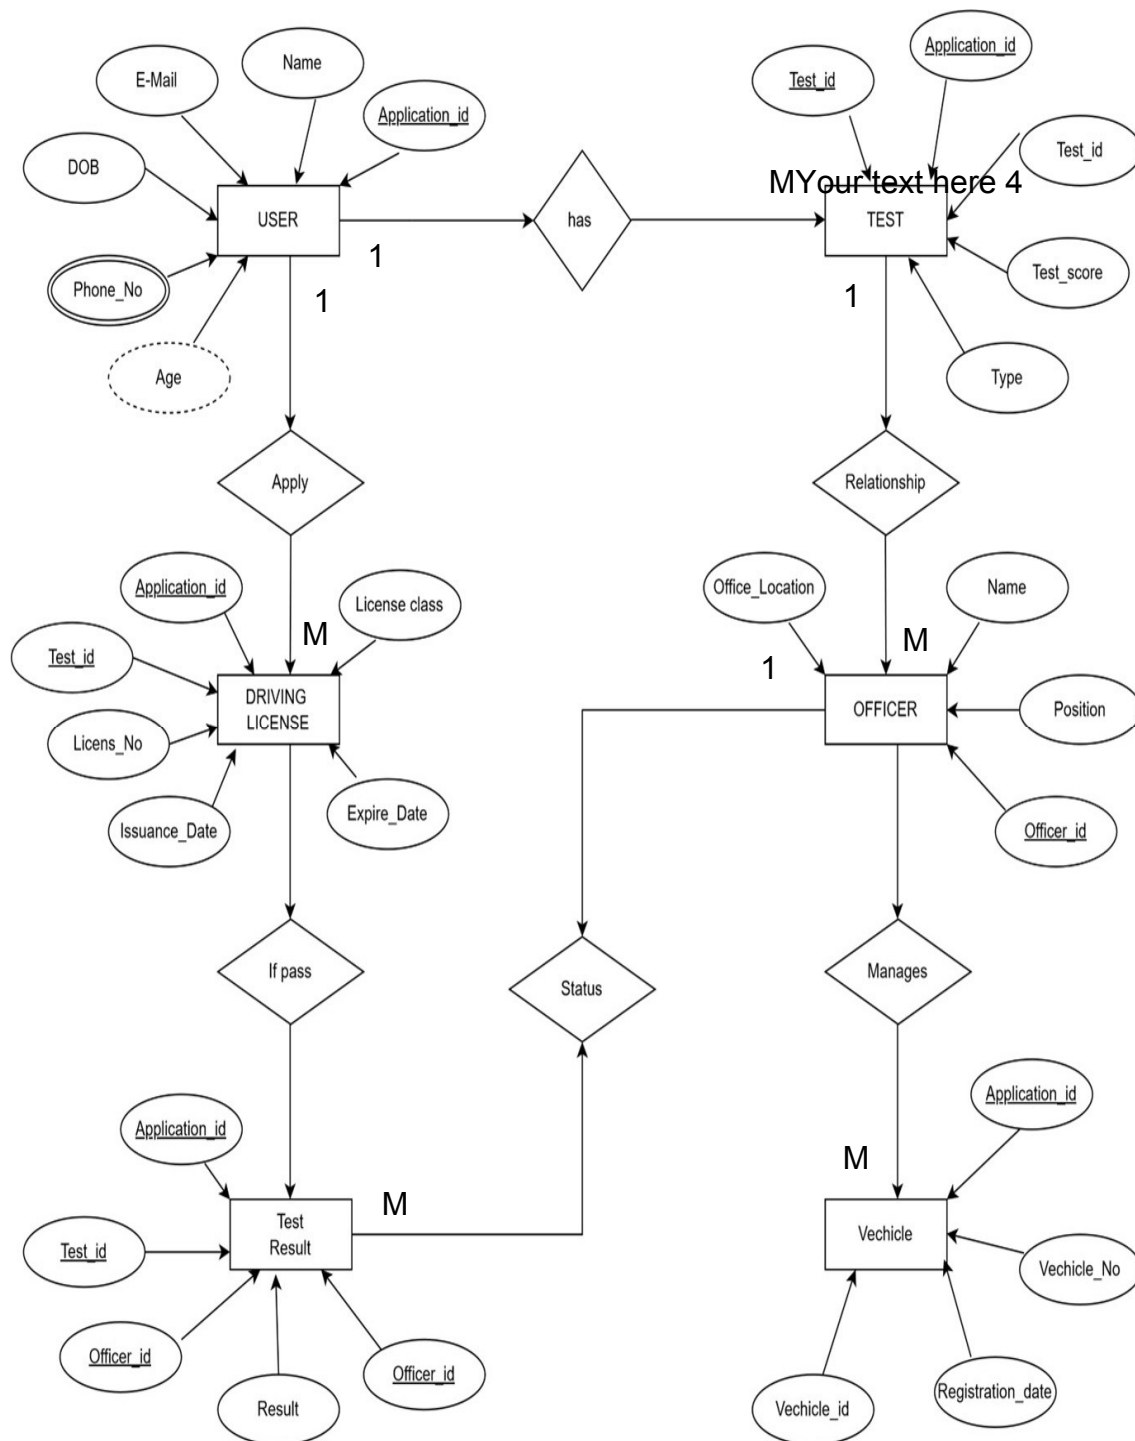 Name
Application_id
E-Mail
Test_id
Application_id
DOB
Test_id
MYour text here 4
USER
has
TEST
1
Phone_No
Test_score
1
1
Age
Type
Apply
Relationship
Application_id
License class
Office_Location
Name
M
M
Test_id
1
DRIVING
LICENSE
OFFICER
Position
Licens_No
Issuance_Date
Expire_Date
Officer_id
If pass
Status
Manages
Application_id
Application_id
M
M
Test
Result
Vechicle
Test_id
Vechicle_No
Officer_id
Officer_id
Result
Vechicle_id
Registration_date